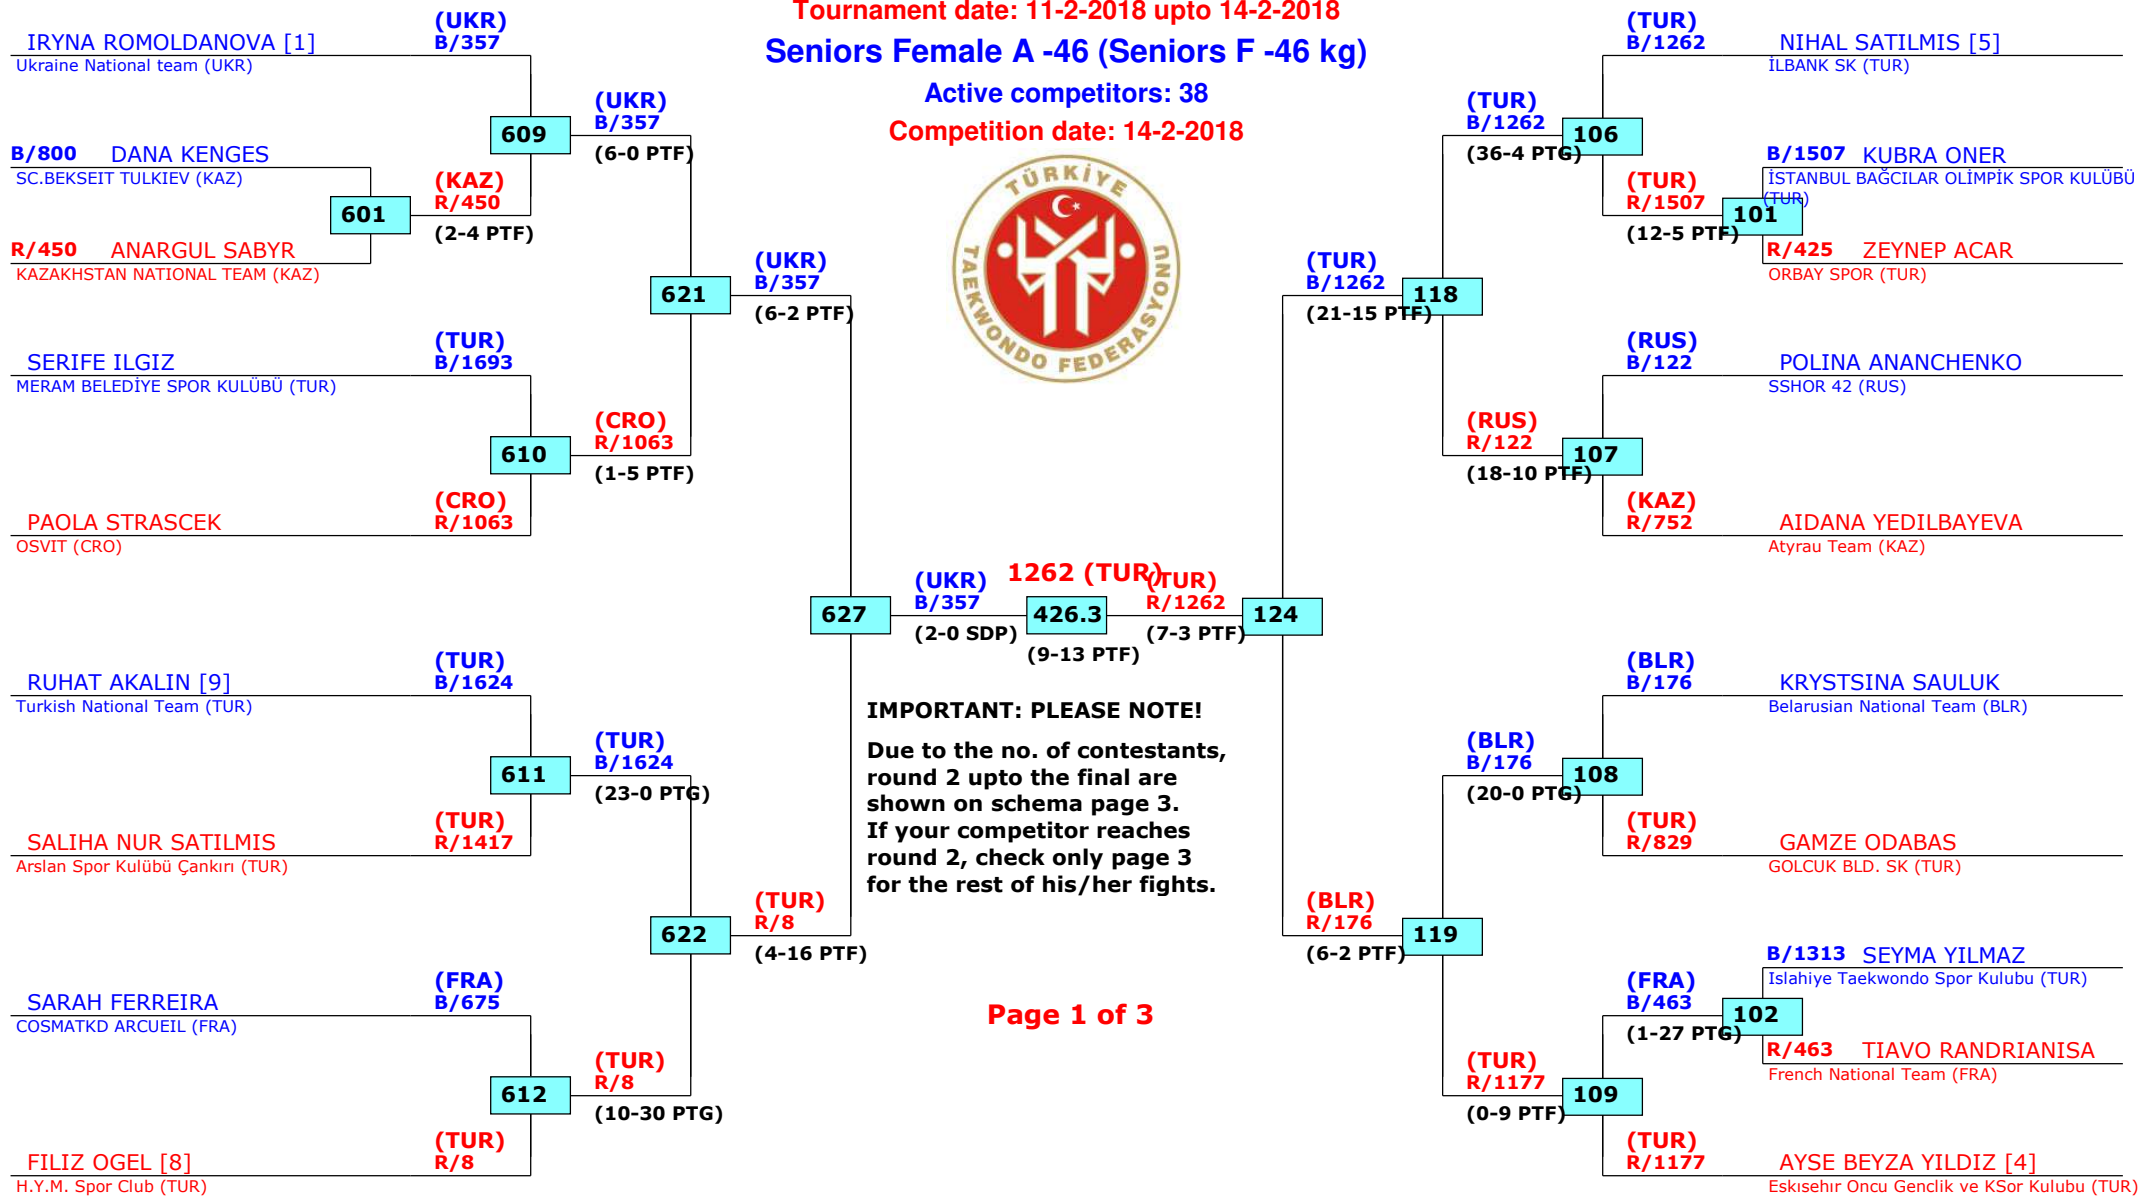 Tournament date: 11-2-2018 upto 14-2-2018
Seniors Female A -46 (Seniors F -46 kg)
Active competitors: 38
Competition date: 14-2-2018
TÜRKİYE
TAEKWONDO FEDERASYONU
IRYNA ROMOLDANOVA [1]
Ukraine National team (UKR)
(UKR)
B/357
B/800 DANA KENGES
SC.BEKSEIT TULKIEV (KAZ)
601
R/450 ANARGUL SABYR
KAZAKHSTAN NATIONAL TEAM (KAZ)
(KAZ)
R/450
(2-4 PTF)
609
(UKR)
B/357
(6-0 PTF)
SERIFE ILGIZ
MERAM BELEDİYE SPOR KULÜBÜ (TUR)
(TUR)
B/1693
610
PAOLA STRASCEK
OSVIT (CRO)
(CRO)
R/1063
(CRO)
R/1063
(1-5 PTF)
621
(UKR)
B/357
(6-2 PTF)
RUHAT AKALIN [9]
Turkish National Team (TUR)
(TUR)
B/1624
611
SALIHA NUR SATILMIS
Arslan Spor Kulübü Çankırı (TUR)
(TUR)
R/1417
(TUR)
B/1624
(23-0 PTG)
SARAH FERREIRA
COSMATKD ARCUEIL (FRA)
(FRA)
B/675
612
FILIZ OGEL [8]
H.Y.M. Spor Club (TUR)
(TUR)
R/8
(TUR)
R/8
(10-30 PTG)
622
(TUR)
R/8
(4-16 PTF)
627
(UKR)
B/357
(2-0 SDP)
1262 (TUR)
426.3
(9-13 PTF)
(TUR)
R/1262
(7-3 PTF)
124
IMPORTANT: PLEASE NOTE!
Due to the no. of contestants,
round 2 upto the final are
shown on schema page 3.
If your competitor reaches
round 2, check only page 3
for the rest of his/her fights.
Page 1 of 3
(TUR)
B/1262
(21-15 PTF)
118
(TUR)
B/1262
(36-4 PTG)
106
(TUR)
B/1262
NIHAL SATILMIS [5]
İLBANK SK (TUR)
B/1507 KUBRA ONER
İSTANBUL BAĞCILAR OLİMPİK SPOR KULÜBÜ
(TUR)
(TUR)
R/1507
(12-5 PTF)
101
R/425 ZEYNEP ACAR
ORBAY SPOR (TUR)
(RUS)
R/122
(18-10 PTF)
107
(RUS)
B/122
POLINA ANANCHENKO
SSHOR 42 (RUS)
(KAZ)
R/752
AIDANA YEDILBAYEVA
Atyrau Team (KAZ)
(BLR)
R/176
(6-2 PTF)
119
(BLR)
B/176
(20-0 PTG)
108
(BLR)
B/176
KRYSTSINA SAULUK
Belarusian National Team (BLR)
(TUR)
R/829
GAMZE ODABAS
GOLCUK BLD. SK (TUR)
B/1313 SEYMA YILMAZ
Islahiye Taekwondo Spor Kulubu (TUR)
(FRA)
B/463
(1-27 PTG)
102
R/463 TIAVO RANDRIANISA
French National Team (FRA)
(TUR)
R/1177
(0-9 PTF)
109
(TUR)
R/1177
AYSE BEYZA YILDIZ [4]
Eskısehır Oncu Genclik ve KSor Kulubu (TUR)